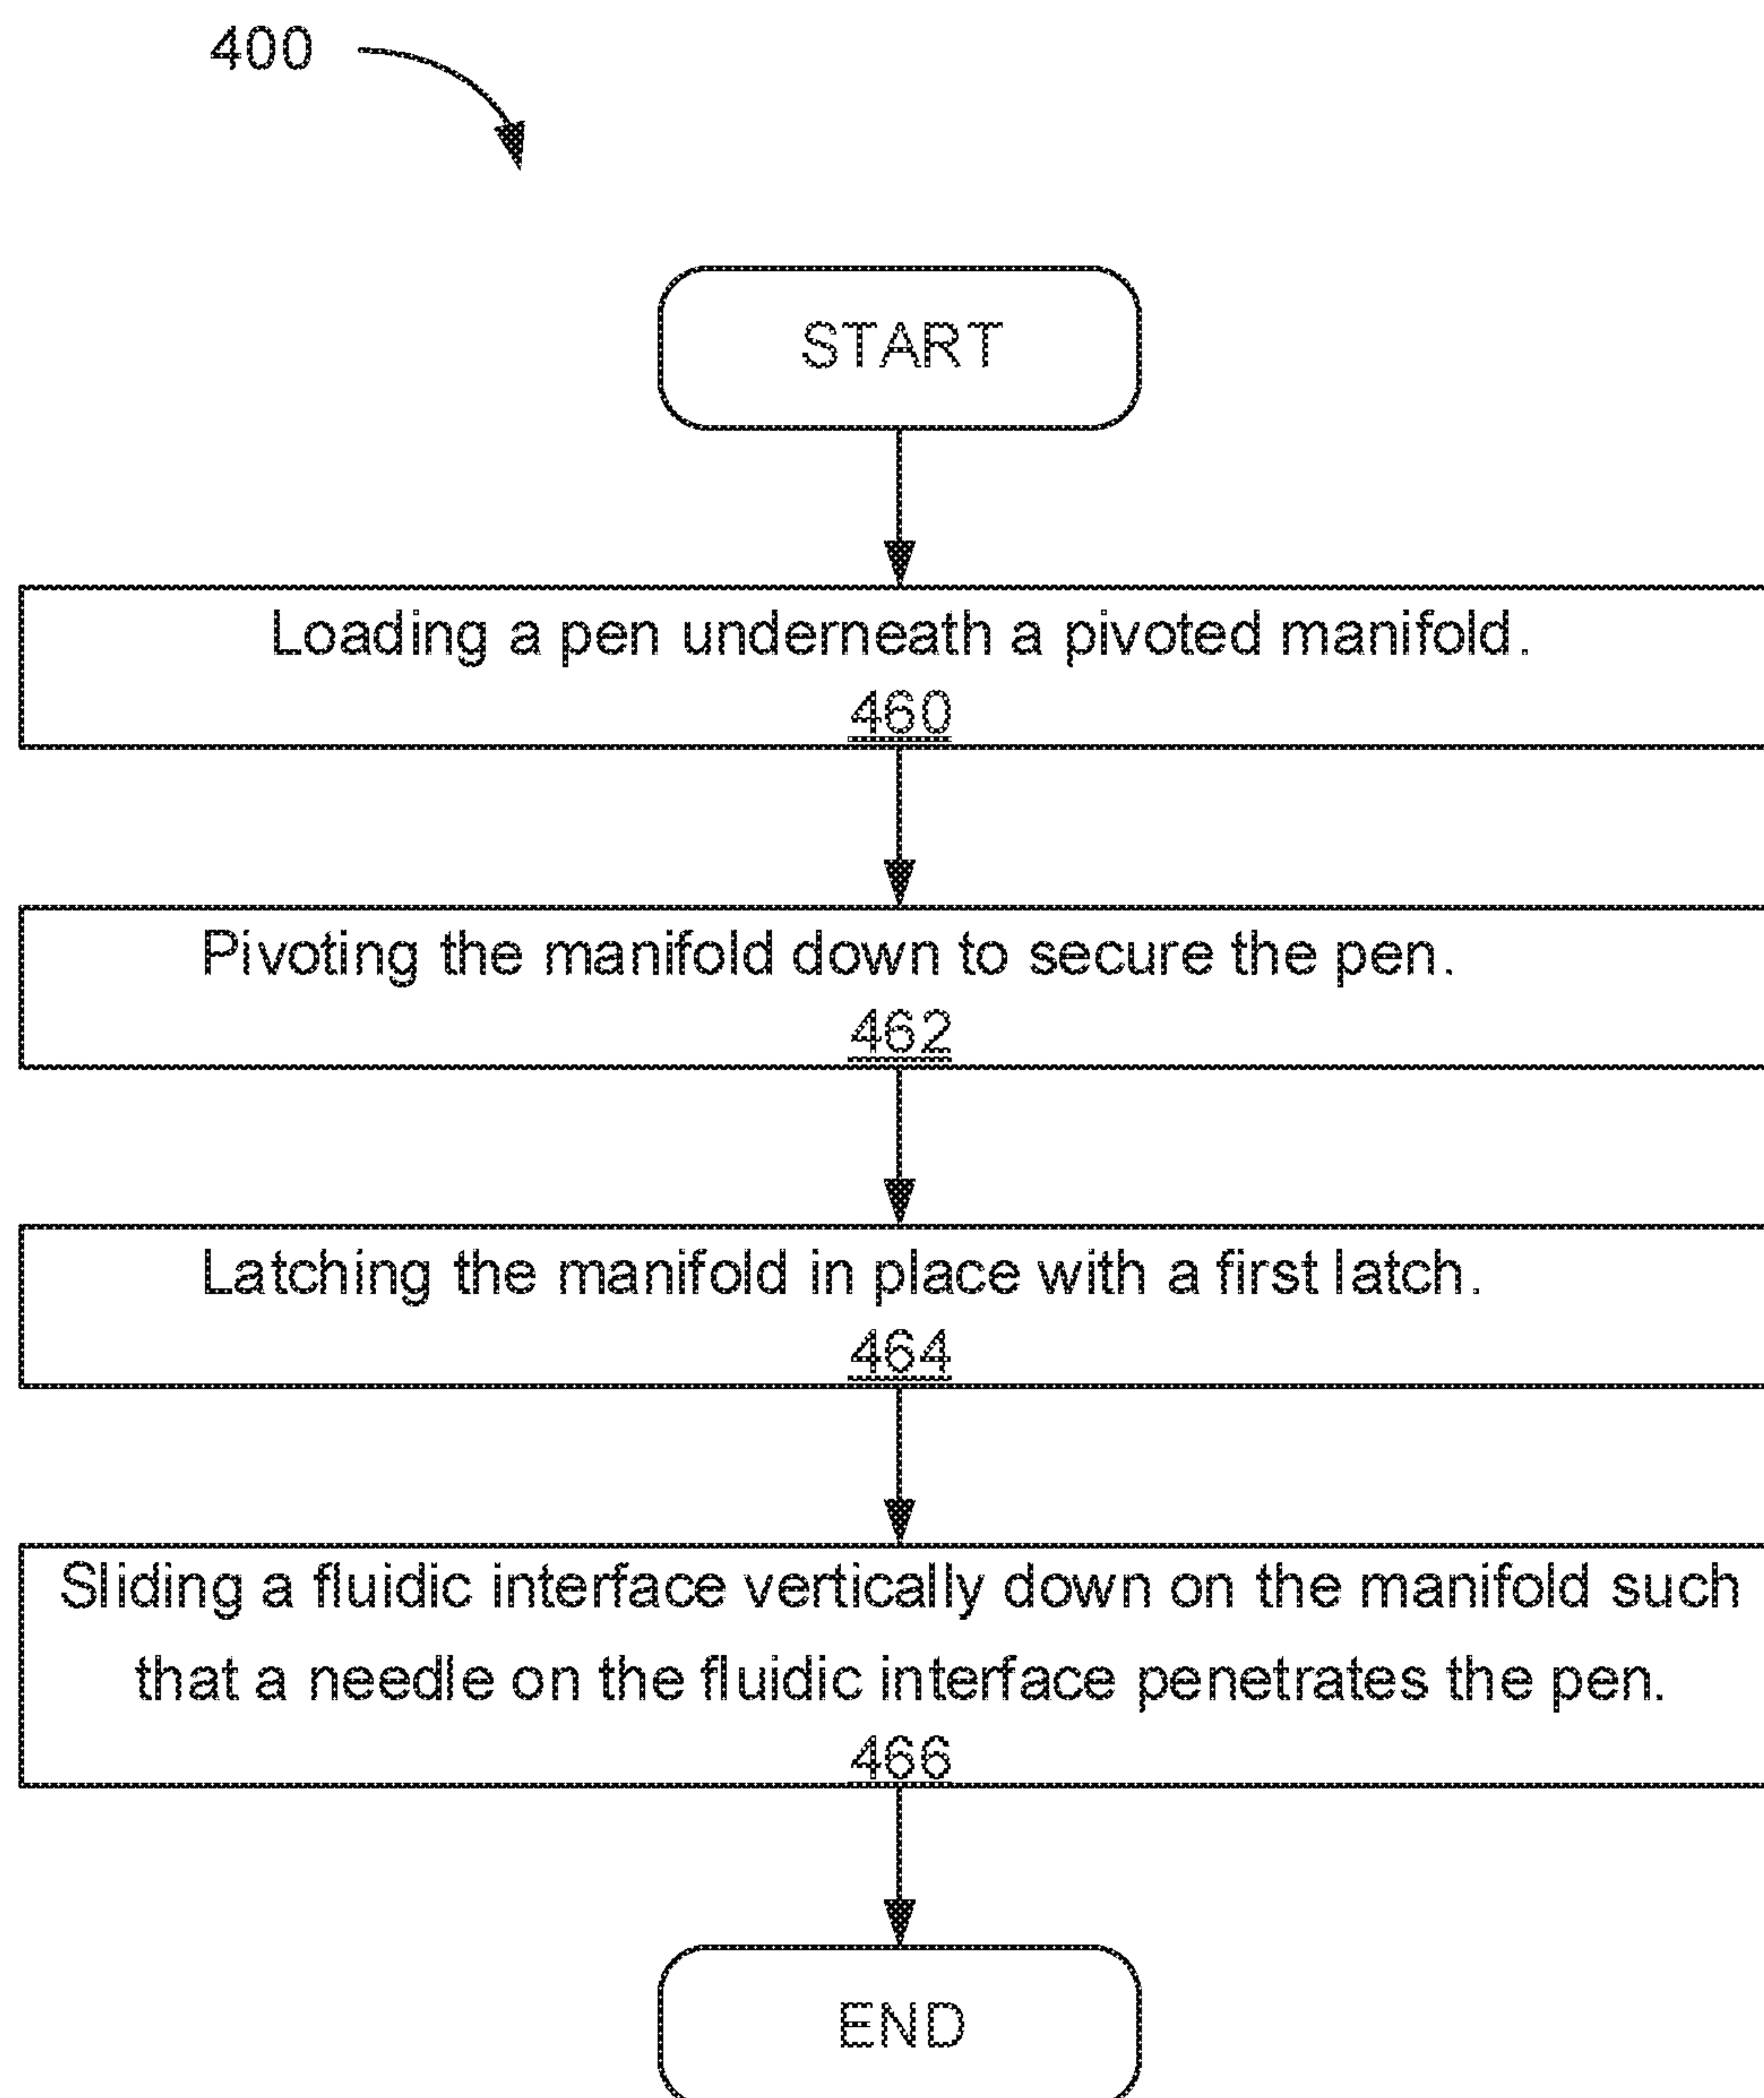 400
START
Loading a pen underneath a pivoted manifold.
460
Pivoting the manifold down to secure the pen.
462
Latching the manifold in place with a first latch.
464
Sliding a fluidic interface vertically down on the manifold such
that a needle on the fluidic interface penetrates the pen.
466
END